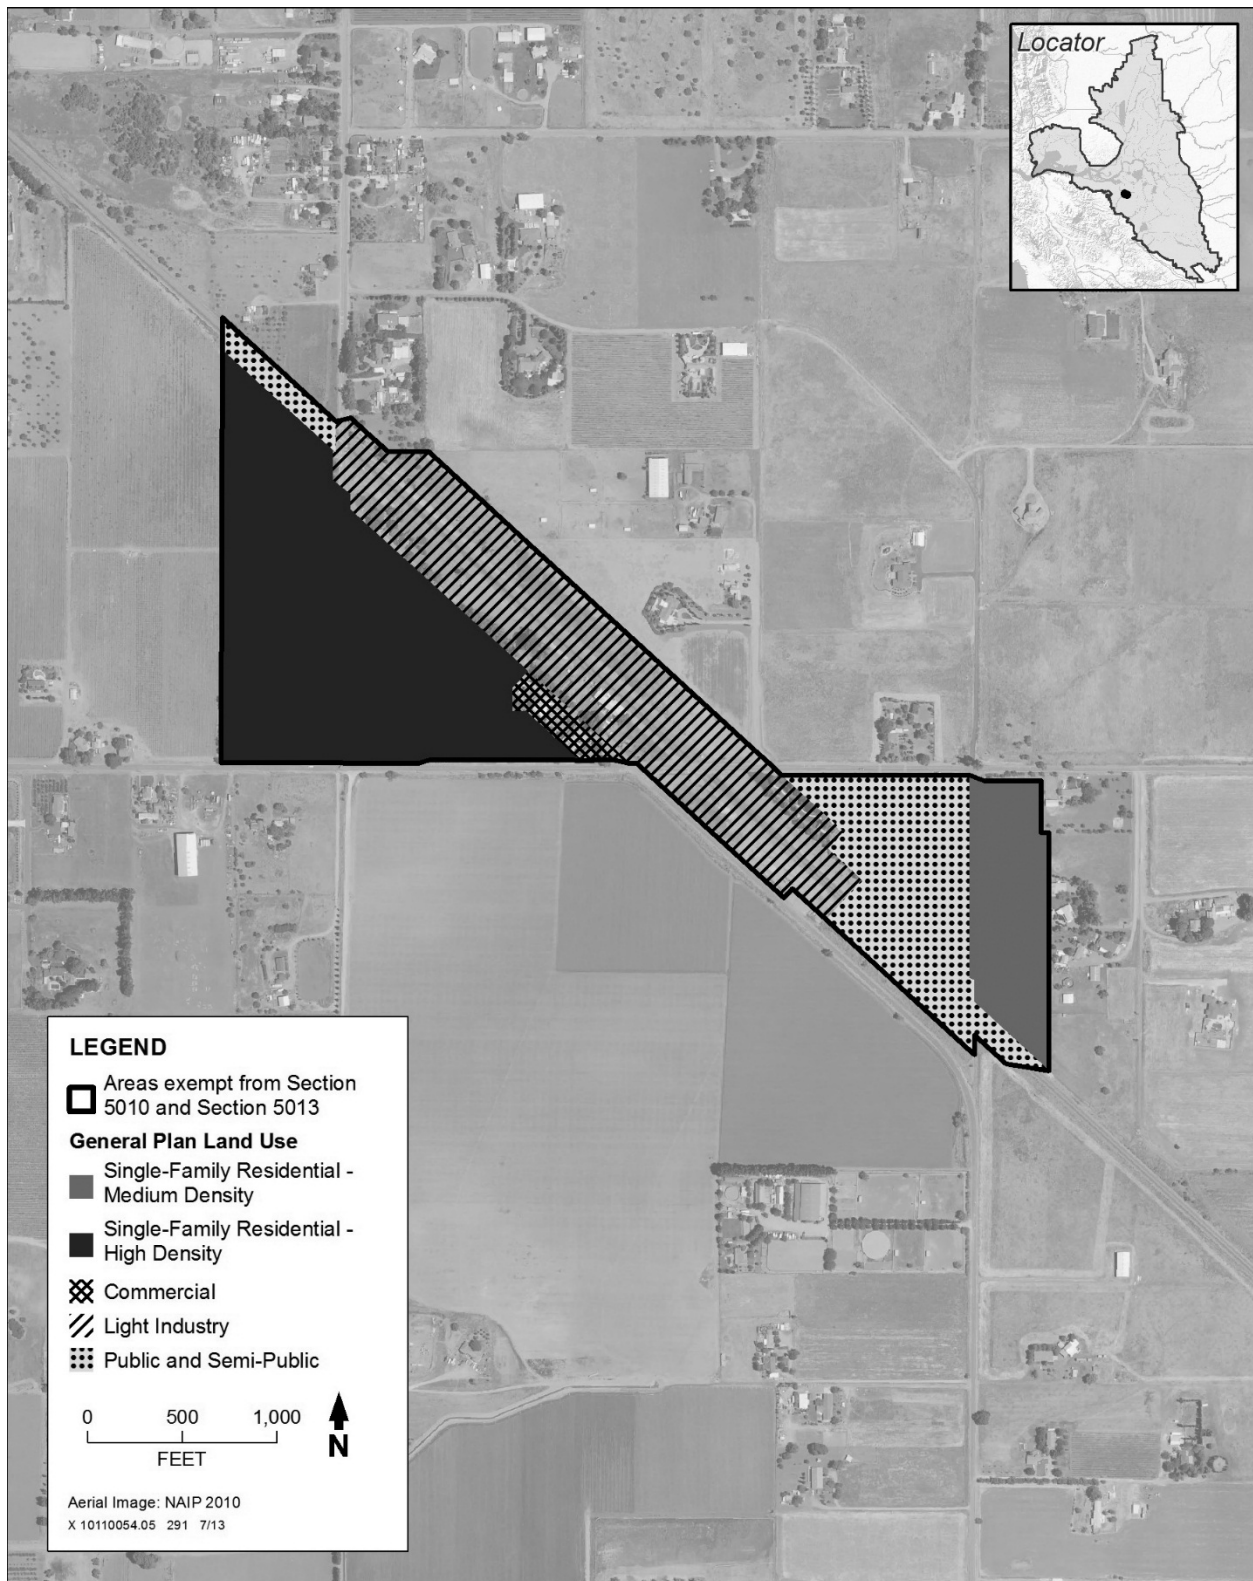 Locator
LEGEND
Areas exempt from Section
5010 and Section 5013
General Plan Land Use
Single-Family Residential -
Medium Density
Single-Family Residential -
High Density
Commercial
Light Industry
Public and Semi-Public
0 500 1,000
FEET
N
Aerial Image: NAIP 2010
X 10110054.05 291 7/13